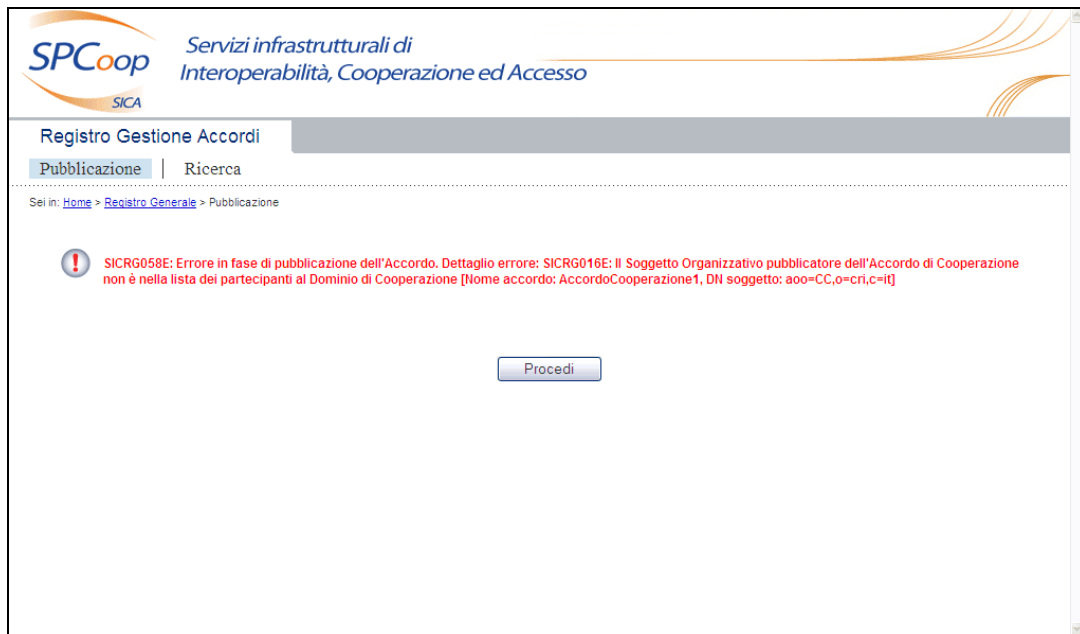 SPCoop
SICA
Servizi infrastrutturali di
Interoperabilità, Cooperazione ed Accesso
Registro Gestione Accordi
Pubblicazione | Ricerca
Sei in: Home > Registro Generale > Pubblicazione
SICRG058E: Errore in fase di pubblicazione dell'Accordo. Dettaglio errore: SICRG016E: Il Soggetto Organizzativo pubblicatore dell'Accordo di Cooperazione
non è nella lista dei partecipanti al Dominio di Cooperazione [Nome accordo: AccordoCooperazione1, DN soggetto: aoo=CC,o=cri,c=it]
Procedi